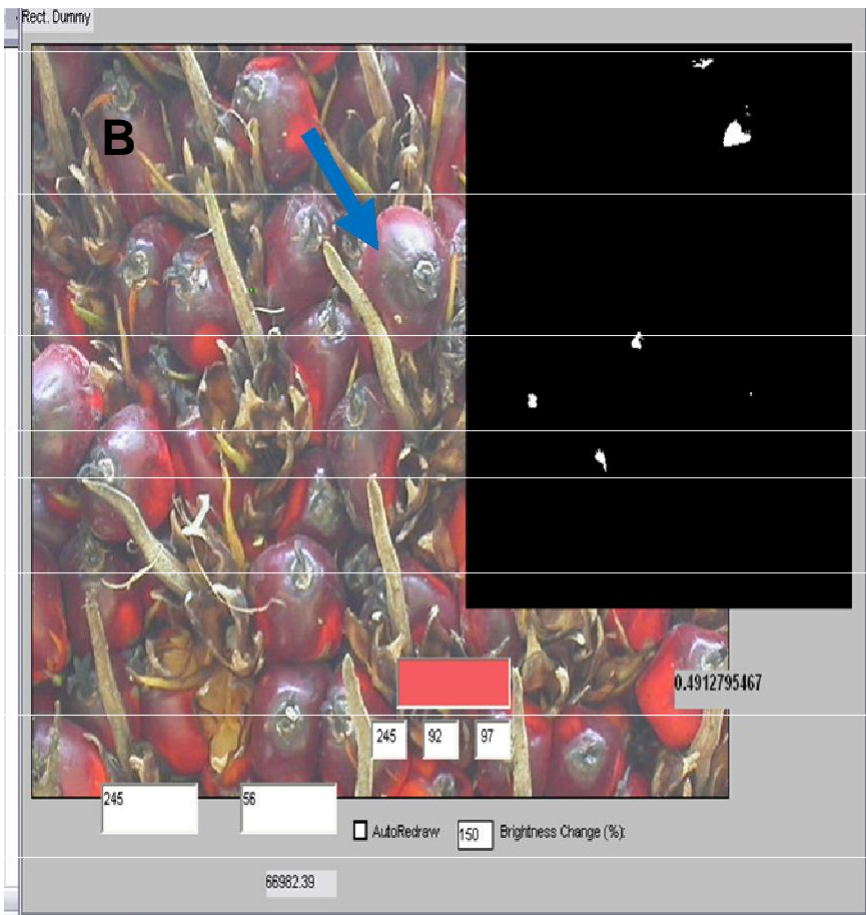 Rect. Dummy
B
0.4912795467
245 92 97
245 56
AutoRedraw 150 Brightness Change (%):
66982.39